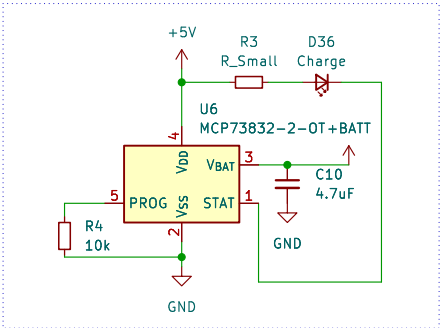 +5V
R3
R_Small
D36
Charge
U6
MCP73832-2-OT+BATT
4
VDD
3
VBAT
C10
4.7uF
5
PROG
VSS
STAT
1
2
R4
10k
GND
GND